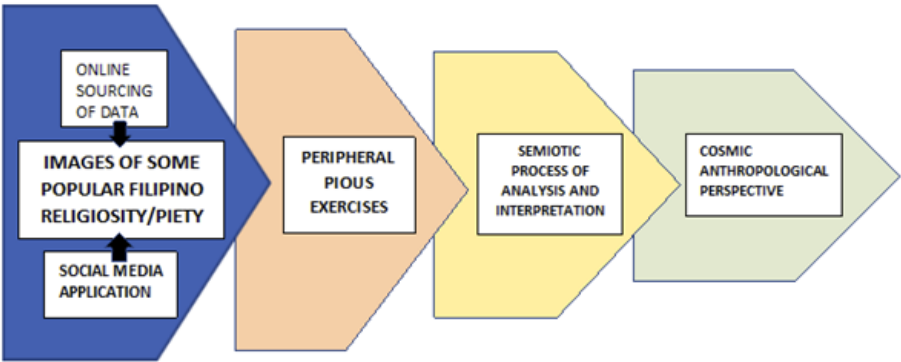 ONLINE
SOURCING
OF DATA
IMAGES OF SOME
POPULAR FILIPINO
RELIGIOSITY/PIETY
SOCIAL MEDIA
APPLICATION
PERIPHERAL
PIOUS
EXERCISES
SEMIOTIC
PROCESS OF
ANALYSIS AND
INTERPRETATION
COSMIC
ANTHROPOLOGICAL
PERSPECTIVE